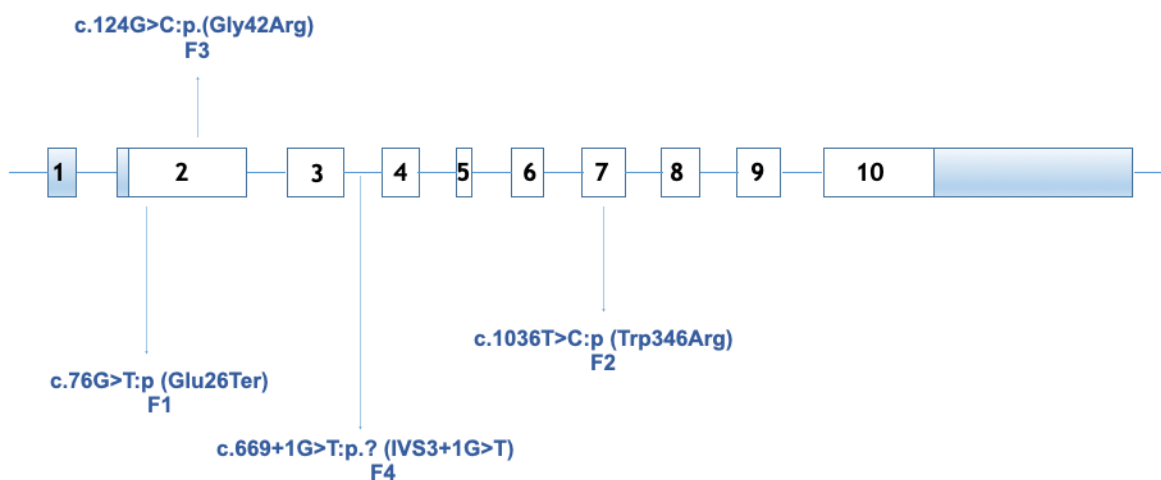 c.124G>C:p.(Gly42Arg)
F3
1 2 3 4 5 6 7 8 9 10
c.1036T>C:p (Trp346Arg)
F2
c.76G>T:p (Glu26Ter)
F1
c.669+1G>T:p.? (IVS3+1G>T)
F4